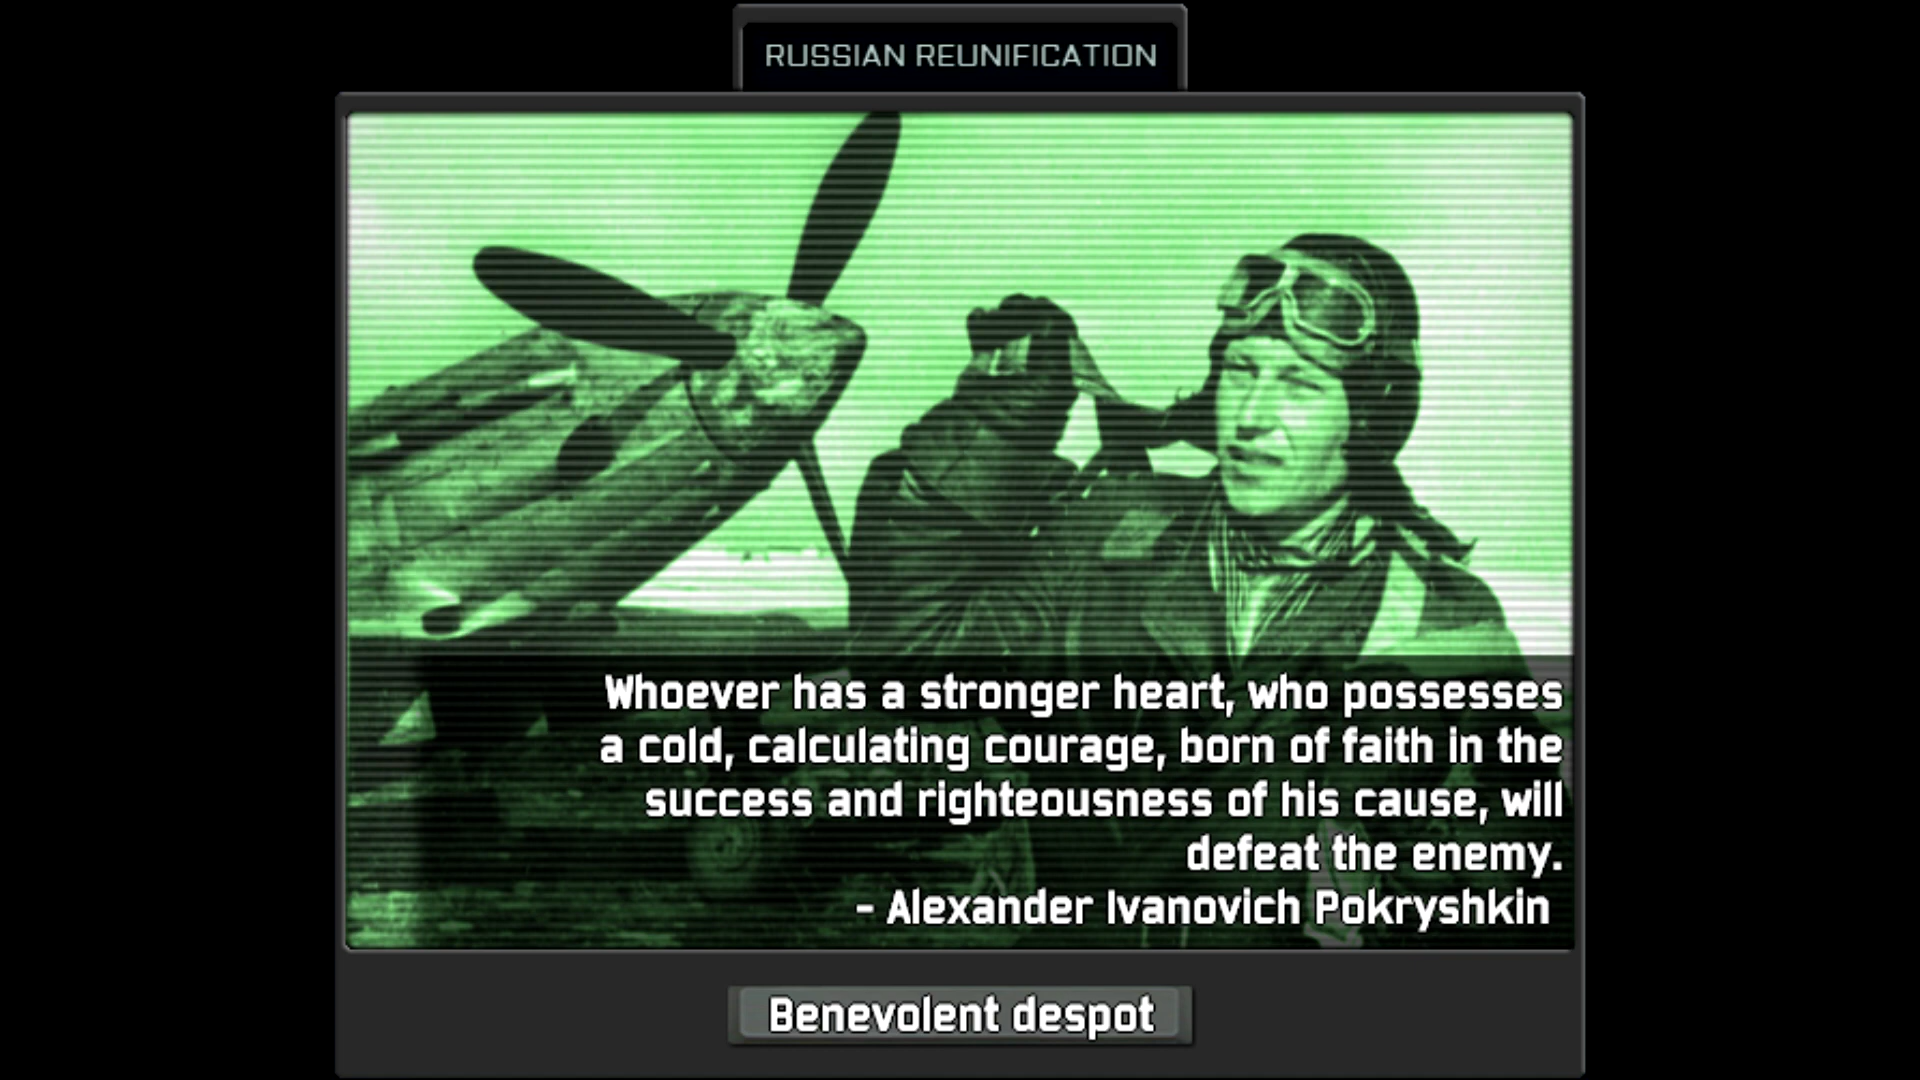 RUSSIAN REUNIFICATION
Whoever has a stronger heart, who possesses
a cold, calculating courage, born of faith in the
success and righteousness of his cause, will
defeat the enemy.
- Alexander Ivanovich Pokryshkin
Benevolent despot